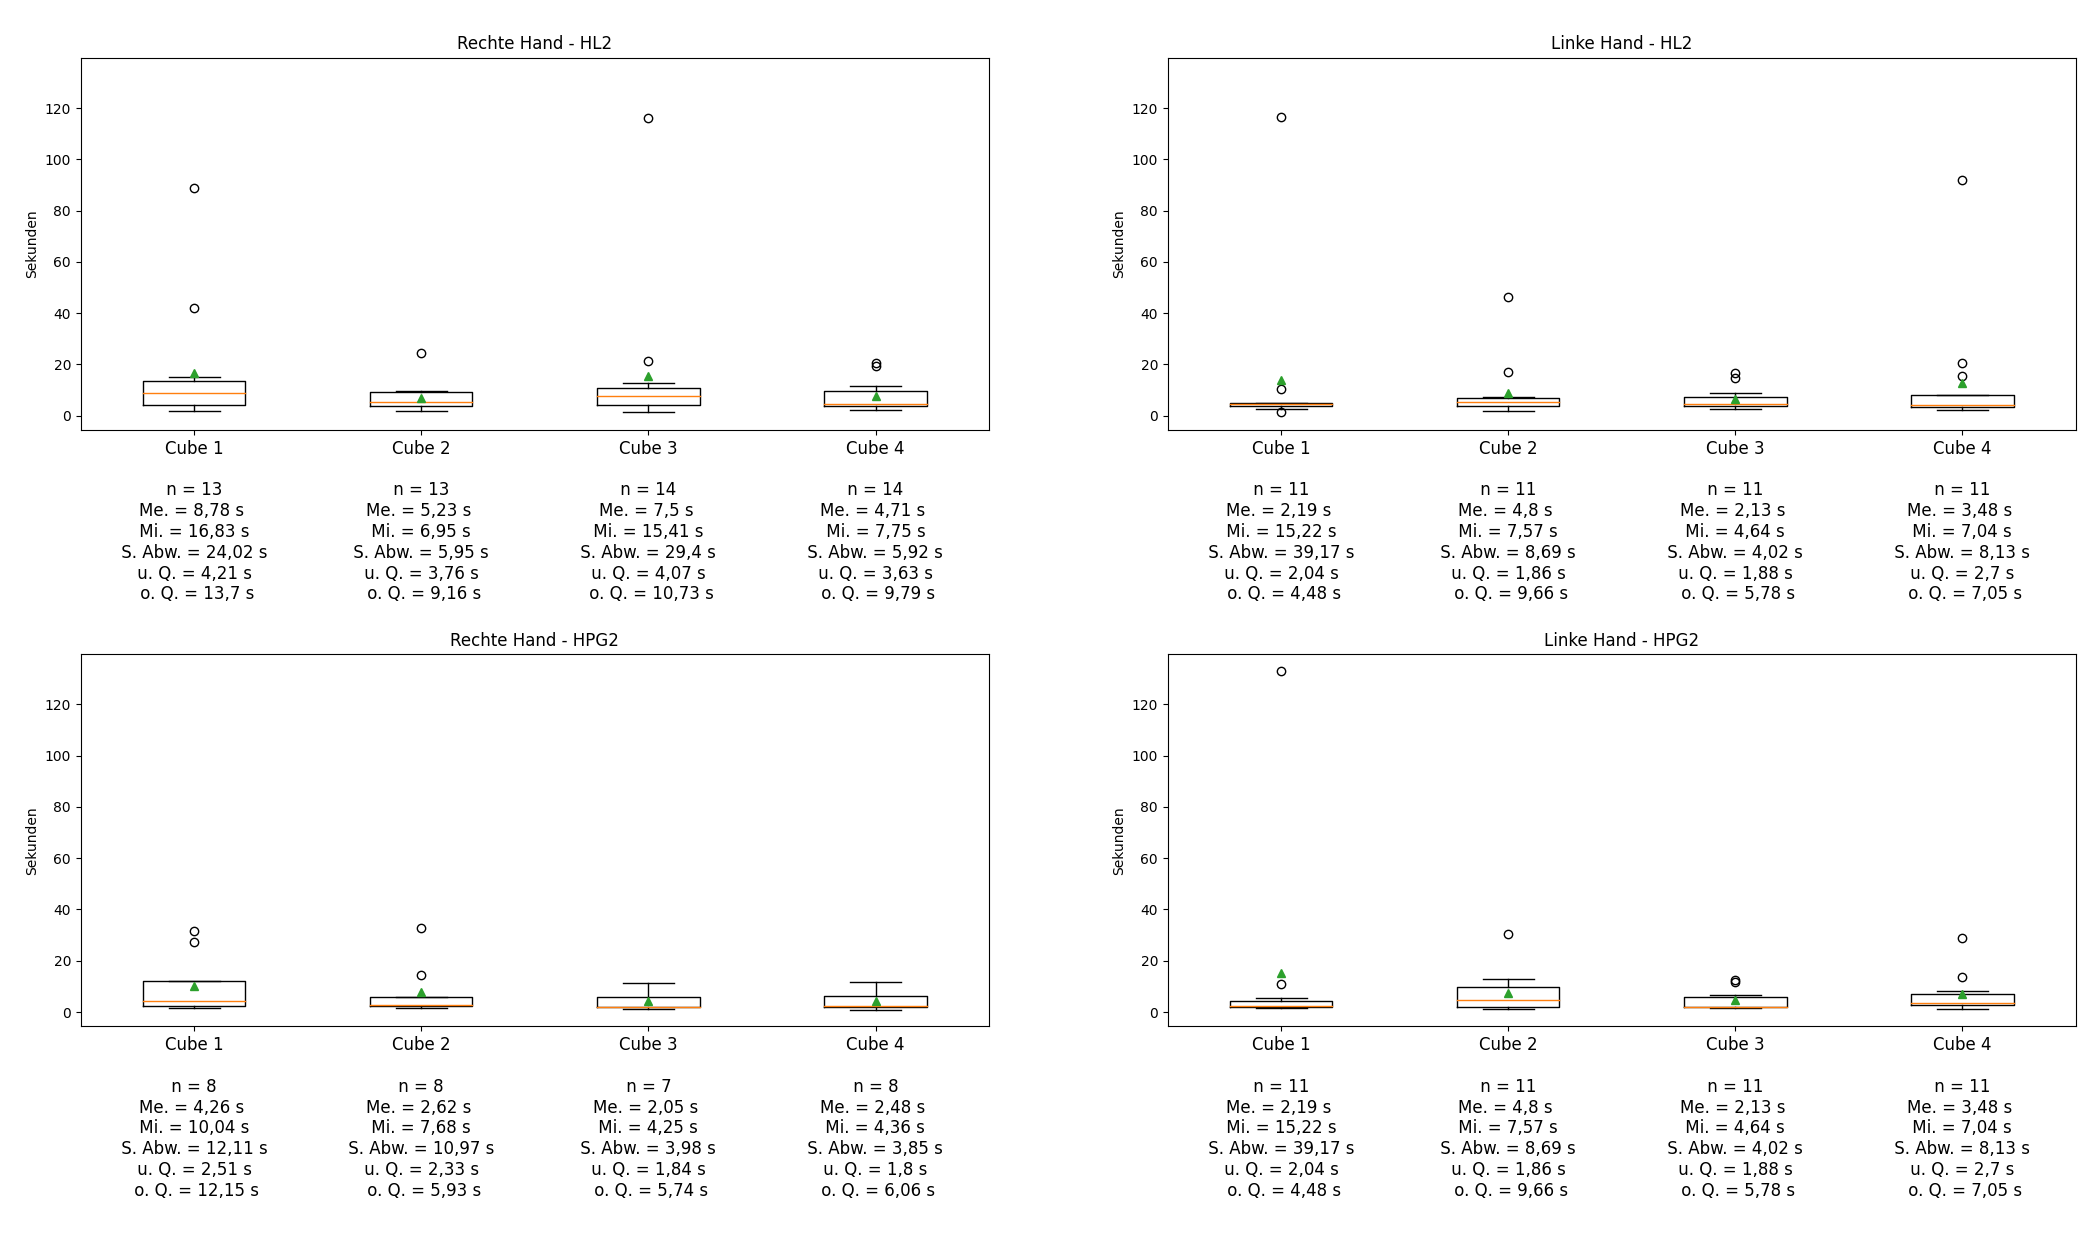 Rechte Hand - HL2
Sekunden
120
100
80
60
40
20
0
Cube 1 Cube 2 Cube 3 Cube 4
n = 13 n = 13 n = 14 n = 14
Me. = 8,78 s Me. = 5,23 s Me. = 7,5 s Me. = 4,71 s
Mi. = 16,83 s Mi. = 6,95 s Mi. = 15,41 s Mi. = 7,75 s
S. Abw. = 24,02 s S. Abw. = 5,95 s S. Abw. = 29,4 s S. Abw. = 5,92 s
u. Q. = 4,21 s u. Q. = 3,76 s u. Q. = 4,07 s u. Q. = 3,63 s
o. Q. = 13,7 s o. Q. = 9,16 s o. Q. = 10,73 s o. Q. = 9,79 s
Linke Hand - HL2
Sekunden
120
100
80
60
40
20
0
Cube 1 Cube 2 Cube 3 Cube 4
n = 11 n = 11 n = 11 n = 11
Me. = 2,19 s Me. = 4,8 s Me. = 2,13 s Me. = 3,48 s
Mi. = 15,22 s Mi. = 7,57 s Mi. = 4,64 s Mi. = 7,04 s
S. Abw. = 39,17 s S. Abw. = 8,69 s S. Abw. = 4,02 s S. Abw. = 8,13 s
u. Q. = 2,04 s u. Q. = 1,86 s u. Q. = 1,88 s u. Q. = 2,7 s
o. Q. = 4,48 s o. Q. = 9,66 s o. Q. = 5,78 s o. Q. = 7,05 s
Rechte Hand - HPG2
Sekunden
120
100
80
60
40
20
0
Cube 1 Cube 2 Cube 3 Cube 4
n = 8 n = 8 n = 7 n = 8
Me. = 4,26 s Me. = 2,62 s Me. = 2,05 s Me. = 2,48 s
Mi. = 10,04 s Mi. = 7,68 s Mi. = 4,25 s Mi. = 4,36 s
S. Abw. = 12,11 s S. Abw. = 10,97 s S. Abw. = 3,98 s S. Abw. = 3,85 s
u. Q. = 2,51 s u. Q. = 2,33 s u. Q. = 1,84 s u. Q. = 1,8 s
o. Q. = 12,15 s o. Q. = 5,93 s o. Q. = 5,74 s o. Q. = 6,06 s
Linke Hand - HPG2
Sekunden
120
100
80
60
40
20
0
Cube 1 Cube 2 Cube 3 Cube 4
n = 11 n = 11 n = 11 n = 11
Me. = 2,19 s Me. = 4,8 s Me. = 2,13 s Me. = 3,48 s
Mi. = 15,22 s Mi. = 7,57 s Mi. = 4,64 s Mi. = 7,04 s
S. Abw. = 39,17 s S. Abw. = 8,69 s S. Abw. = 4,02 s S. Abw. = 8,13 s
u. Q. = 2,04 s u. Q. = 1,86 s u. Q. = 1,88 s u. Q. = 2,7 s
o. Q. = 4,48 s o. Q. = 9,66 s o. Q. = 5,78 s o. Q. = 7,05 s